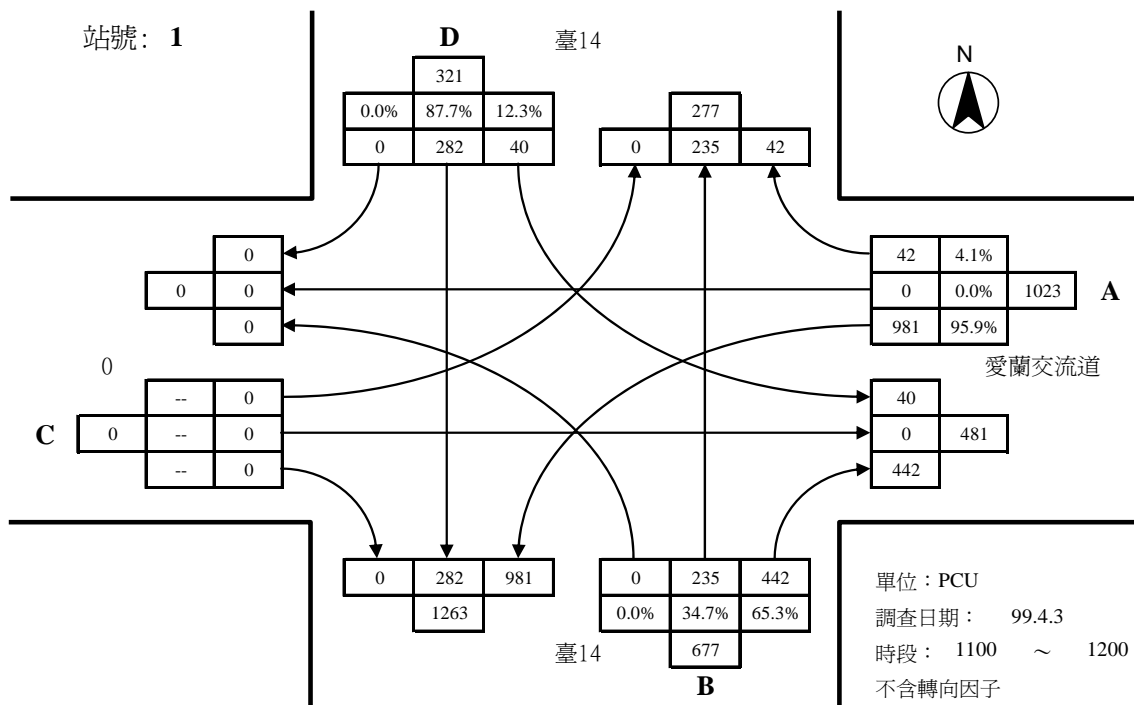 站號: 1
D
臺14
N
321
0.0% 87.7% 12.3%
0 282 40
277
0 235 42
0
0 0
0
42 4.1%
0 0.0% 1023
981 95.9%
A
愛蘭交流道
0
-- 0
0 -- 0
-- 0
C
40
0 481
442
0 282 981
1263
0 235 442
0.0% 34.7% 65.3%
677
臺14
B
單位：PCU
調查日期： 99.4.3
時段： 1100 ～ 1200
不含轉向因子